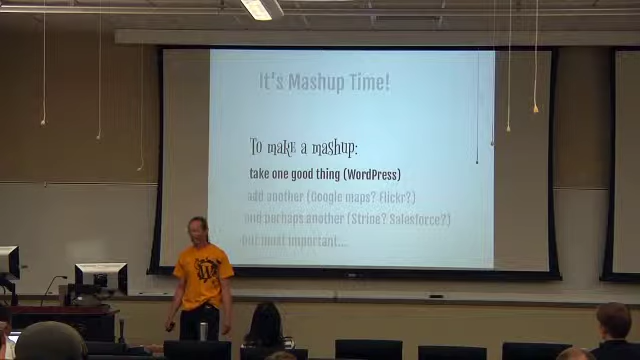 It's Mashup Time!
To make a mashup:
take one good thing (WordPress)
add another (Google maps? Flickr?)
and perhaps another (Stripe? Salesforce?)
but most important...